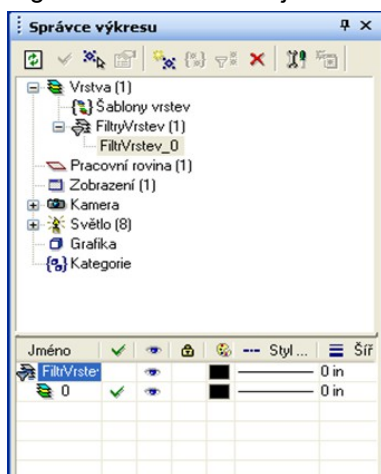 Správce výkresu
Vrstva (1)
Šablony vrstev
FiltryVrstev (1)
FiltrVrstev_0
Pracovní rovina (1)
Zobrazení (1)
Kamera
Světlo (8)
Grafika
Kategorie
Jméno Styl ... Šíř
FiltrVrstev 0 in
0 0 in